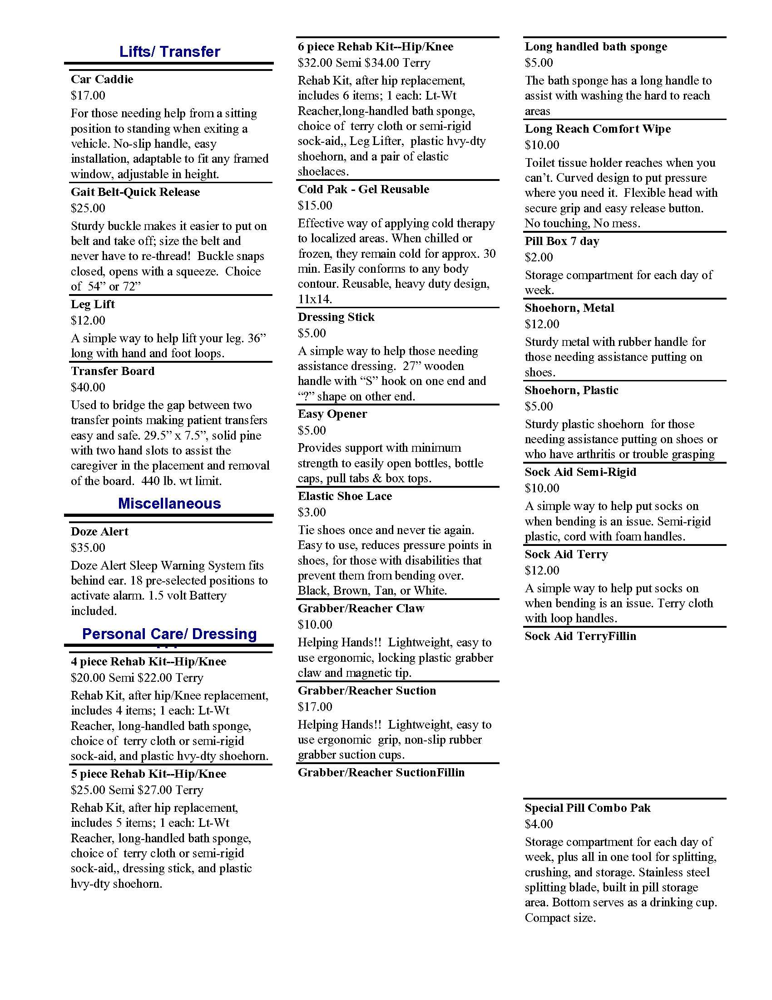 Lifts/ Transfer
Car Caddie
$17.00
For those needing help from a sitting
position to standing when exiting a
vehicle. No-slip handle, easy
installation, adaptable to fit any framed
window, adjustable in height.
Gait Belt-Quick Release
$25.00
Sturdy buckle makes it easier to put on
belt and take off; size the belt and
never have to re-thread!  Buckle snaps
closed, opens with a squeeze.  Choice
of  54” or 72”
Leg Lift
$12.00
A simple way to help lift your leg. 36”
long with hand and foot loops.
Transfer Board
$40.00
Used to bridge the gap between two
transfer points making patient transfers
easy and safe. 29.5” x 7.5”, solid pine
with two hand slots to assist the
caregiver in the placement and removal
of the board.  440 lb. wt limit.
Miscellaneous
Doze Alert
$35.00
Doze Alert Sleep Warning System fits
behind ear. 18 pre-selected positions to
activate alarm. 1.5 volt Battery
included.
Personal Care/ Dressing
4 piece Rehab Kit--Hip/Knee
$20.00 Semi $22.00 Terry
Rehab Kit, after hip/Knee replacement,
includes 4 items; 1 each: Lt-Wt
Reacher, long-handled bath sponge,
choice of  terry cloth or semi-rigid
sock-aid, and plastic hvy-dty shoehorn.
5 piece Rehab Kit--Hip/Knee
$25.00 Semi $27.00 Terry
Rehab Kit, after hip replacement,
includes 5 items; 1 each: Lt-Wt
Reacher, long-handled bath sponge,
choice of  terry cloth or semi-rigid
sock-aid,, dressing stick, and plastic
hvy-dty shoehorn.
6 piece Rehab Kit--Hip/Knee
$32.00 Semi $34.00 Terry
Rehab Kit, after hip replacement,
includes 6 items; 1 each: Lt-Wt
Reacher,long-handled bath sponge,
choice of  terry cloth or semi-rigid
sock-aid,, Leg Lifter,  plastic hvy-dty
shoehorn, and a pair of elastic
shoelaces.
Cold Pak - Gel Reusable
$15.00
Effective way of applying cold therapy
to localized areas. When chilled or
frozen, they remain cold for approx. 30
min. Easily conforms to any body
contour. Reusable, heavy duty design,
11x14.
Dressing Stick
$5.00
A simple way to help those needing
assistance dressing.  27” wooden
handle with “S” hook on one end and
“?” shape on other end.
Easy Opener
$5.00
Provides support with minimum
strength to easily open bottles, bottle
caps, pull tabs & box tops.
Elastic Shoe Lace
$3.00
Tie shoes once and never tie again.
Easy to use, reduces pressure points in
shoes, for those with disabilities that
prevent them from bending over.
Black, Brown, Tan, or White.
Grabber/Reacher Claw
$10.00
Helping Hands!!  Lightweight, easy to
use ergonomic, locking plastic grabber
claw and magnetic tip.
Grabber/Reacher Suction
$17.00
Helping Hands!!  Lightweight, easy to
use ergonomic  grip, non-slip rubber
grabber suction cups.
Grabber/Reacher SuctionFillin
Long handled bath sponge
$5.00
The bath sponge has a long handle to
assist with washing the hard to reach
areas
Long Reach Comfort Wipe
$10.00
Toilet tissue holder reaches when you
can’t. Curved design to put pressure
where you need it.  Flexible head with
secure grip and easy release button.
No touching, No mess.
Pill Box 7 day
$2.00
Storage compartment for each day of
week.
Shoehorn, Metal
$12.00
Sturdy metal with rubber handle for
those needing assistance putting on
shoes.
Shoehorn, Plastic
$5.00
Sturdy plastic shoehorn  for those
needing assistance putting on shoes or
who have arthritis or trouble grasping
Sock Aid Semi-Rigid
$10.00
A simple way to help put socks on
when bending is an issue. Semi-rigid
plastic, cord with foam handles.
Sock Aid Terry
$12.00
A simple way to help put socks on
when bending is an issue. Terry cloth
with loop handles.
Sock Aid TerryFillin
Special Pill Combo Pak
$4.00
Storage compartment for each day of
week, plus all in one tool for splitting,
crushing, and storage. Stainless steel
splitting blade, built in pill storage
area. Bottom serves as a drinking cup.
Compact size.